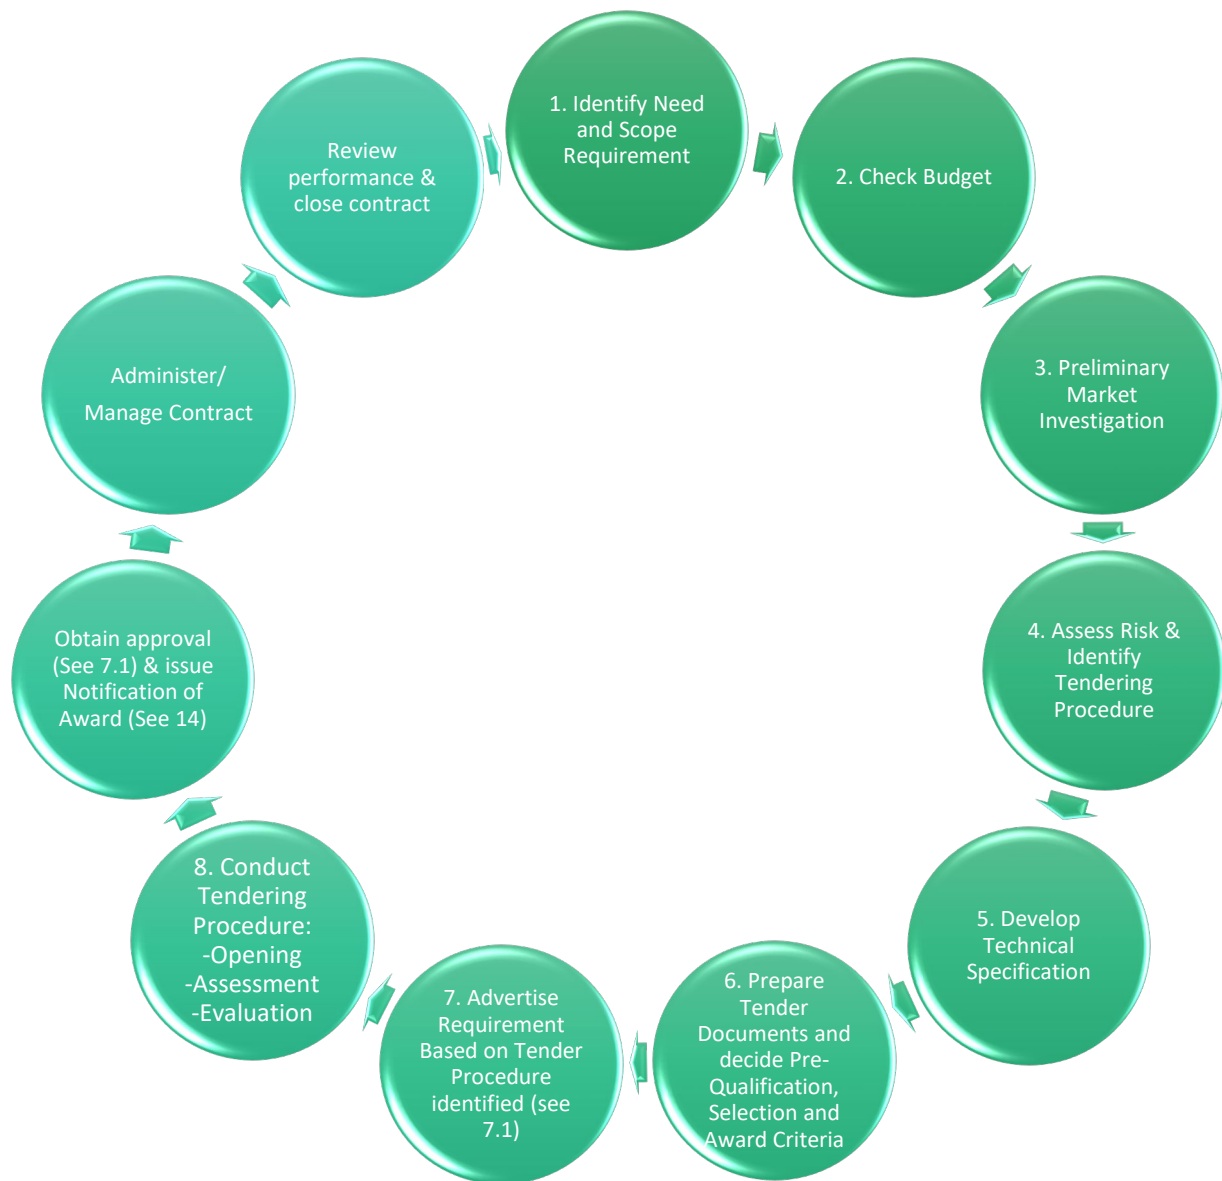 1. Identify Need
and Scope
Requirement
2. Check Budget
3. Preliminary
Market
Investigation
4. Assess Risk &
Identify
Tendering
Procedure
5. Develop
Technical
Specification
6. Prepare
Tender
Documents and
decide Pre-
Qualification,
Selection and
Award Criteria
7. Advertise
Requirement
Based on Tender
Procedure
identified (see
7.1)
8. Conduct
Tendering
Procedure:
-Opening
-Assessment
-Evaluation
Obtain approval
(See 7.1) & issue
Notification of
Award (See 14)
Administer/
Manage Contract
Review
performance &
close contract